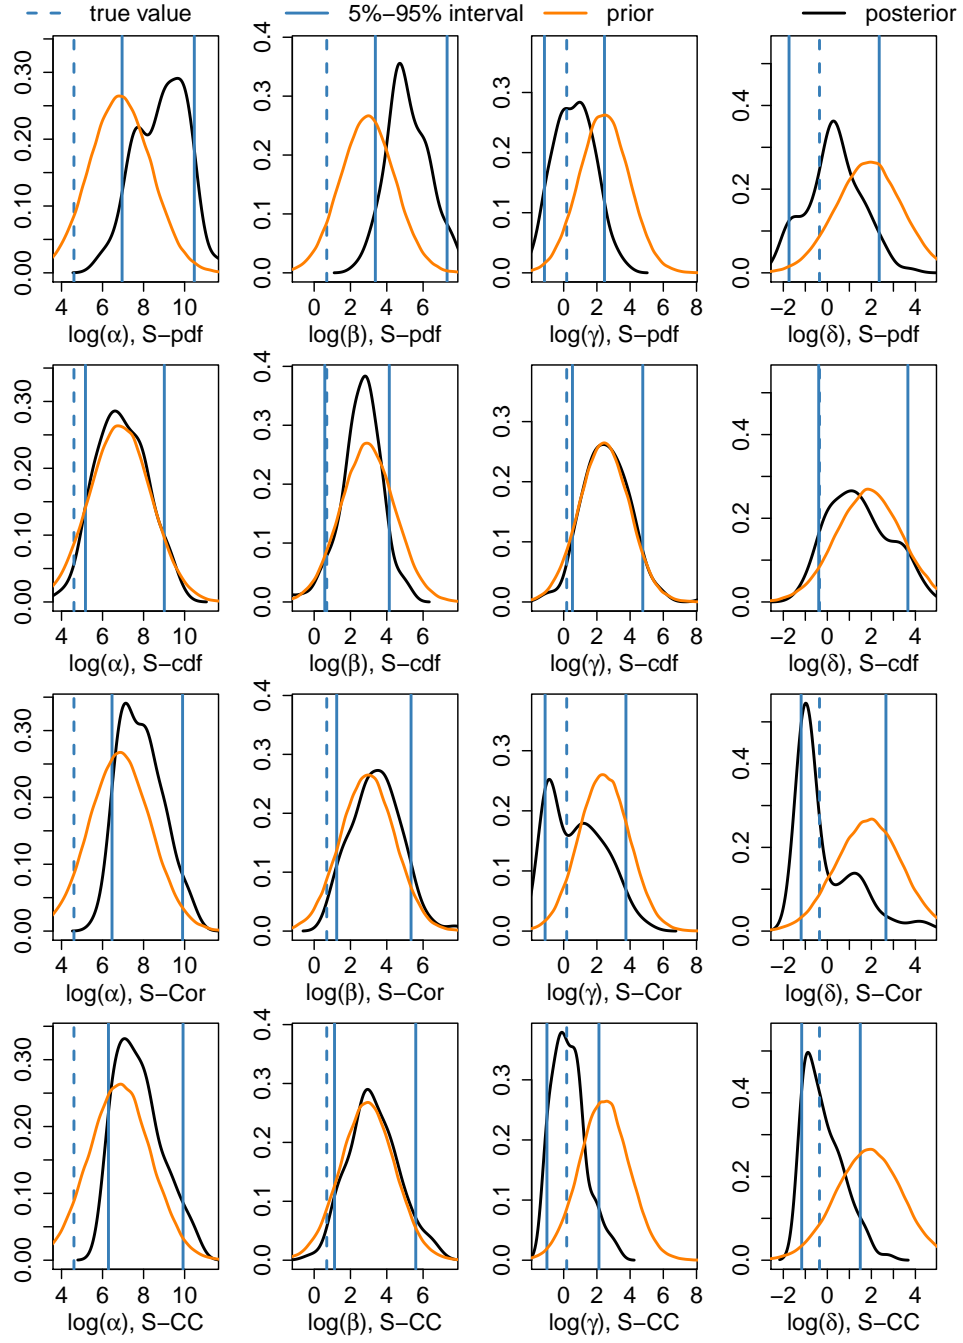 true value 5%−95% interval prior posterior
0.00 0.10 0.20 0.30
4 6 8 10
log(α), S−pdf
0.0 0.1 0.2 0.3 0.4
0 2 4 6
log(β), S−pdf
0.0 0.1 0.2 0.3
0 2 4 6 8
log(γ), S−pdf
0.0 0.2 0.4
−2 0 2 4
log(δ), S−pdf
0.00 0.10 0.20 0.30
4 6 8 10
log(α), S−cdf
0.0 0.1 0.2 0.3 0.4
0 2 4 6
log(β), S−cdf
0.0 0.1 0.2 0.3
0 2 4 6 8
log(γ), S−cdf
0.0 0.2 0.4
−2 0 2 4
log(δ), S−cdf
0.00 0.10 0.20 0.30
4 6 8 10
log(α), S−Cor
0.0 0.1 0.2 0.3 0.4
0 2 4 6
log(β), S−Cor
0.0 0.1 0.2 0.3
0 2 4 6 8
log(γ), S−Cor
0.0 0.2 0.4
−2 0 2 4
log(δ), S−Cor
0.00 0.10 0.20 0.30
4 6 8 10
log(α), S−CC
0.0 0.1 0.2 0.3 0.4
0 2 4 6
log(β), S−CC
0.0 0.1 0.2 0.3
0 2 4 6 8
log(γ), S−CC
0.0 0.2 0.4
−2 0 2 4
log(δ), S−CC